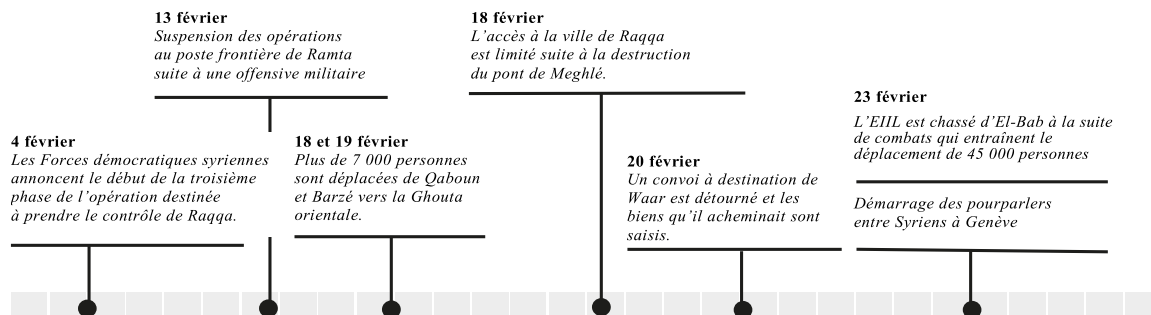 13 février
Suspension des opérations
au poste frontière de Ramta
suite à une offensive militaire
18 février
L’accès à la ville de Raqqa
est limité suite à la destruction
du pont de Meghlé.
23 février
L’EIIL est chassé d’El-Bab à la suite
de combats qui entraînent le
déplacement de 45 000 personnes
4 février
Les Forces démocratiques syriennes
annoncent le début de la troisième
phase de l’opération destinée
à prendre le contrôle de Raqqa.
18 et 19 février
Plus de 7 000 personnes
sont déplacées de Qaboun
et Barzé vers la Ghouta
orientale.
20 février
Un convoi à destination de
Waar est détourné et les
biens qu’il acheminait sont
saisis.
Démarrage des pourparlers
entre Syriens à Genève